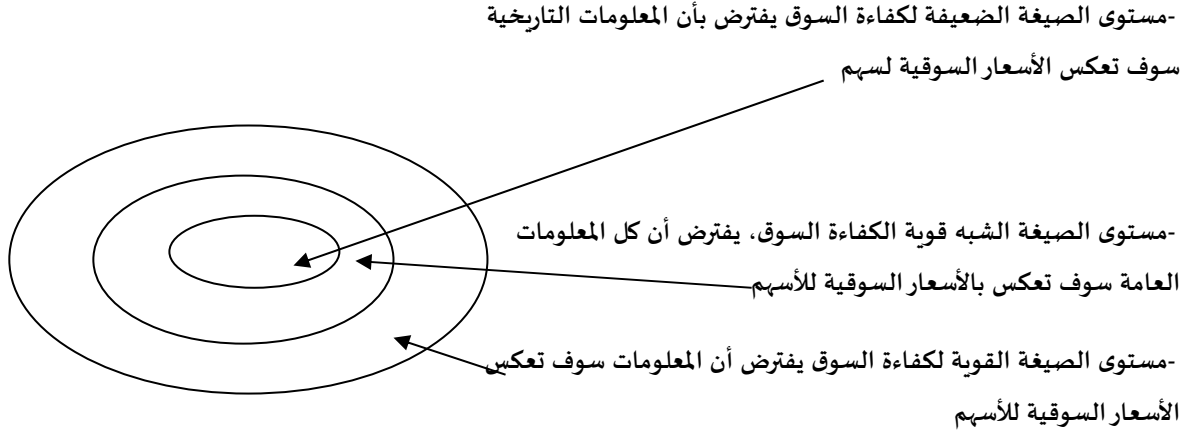 -مستوى الصيغة الضعيفة لكفاءة السوق يفترض بأن المعلومات التاريخية
سوف تعكس الأسعار السوقية لسهم
-مستوى الصيغة الشبه قوية الكفاءة السوق، يفترض أن كل المعلومات
العامة سوف تعكس بالأسعار السوقية للأسهم
-مستوى الصيغة القوية لكفاءة السوق يفترض أن المعلومات سوف تعكس
الأسعار السوقية للأسهم